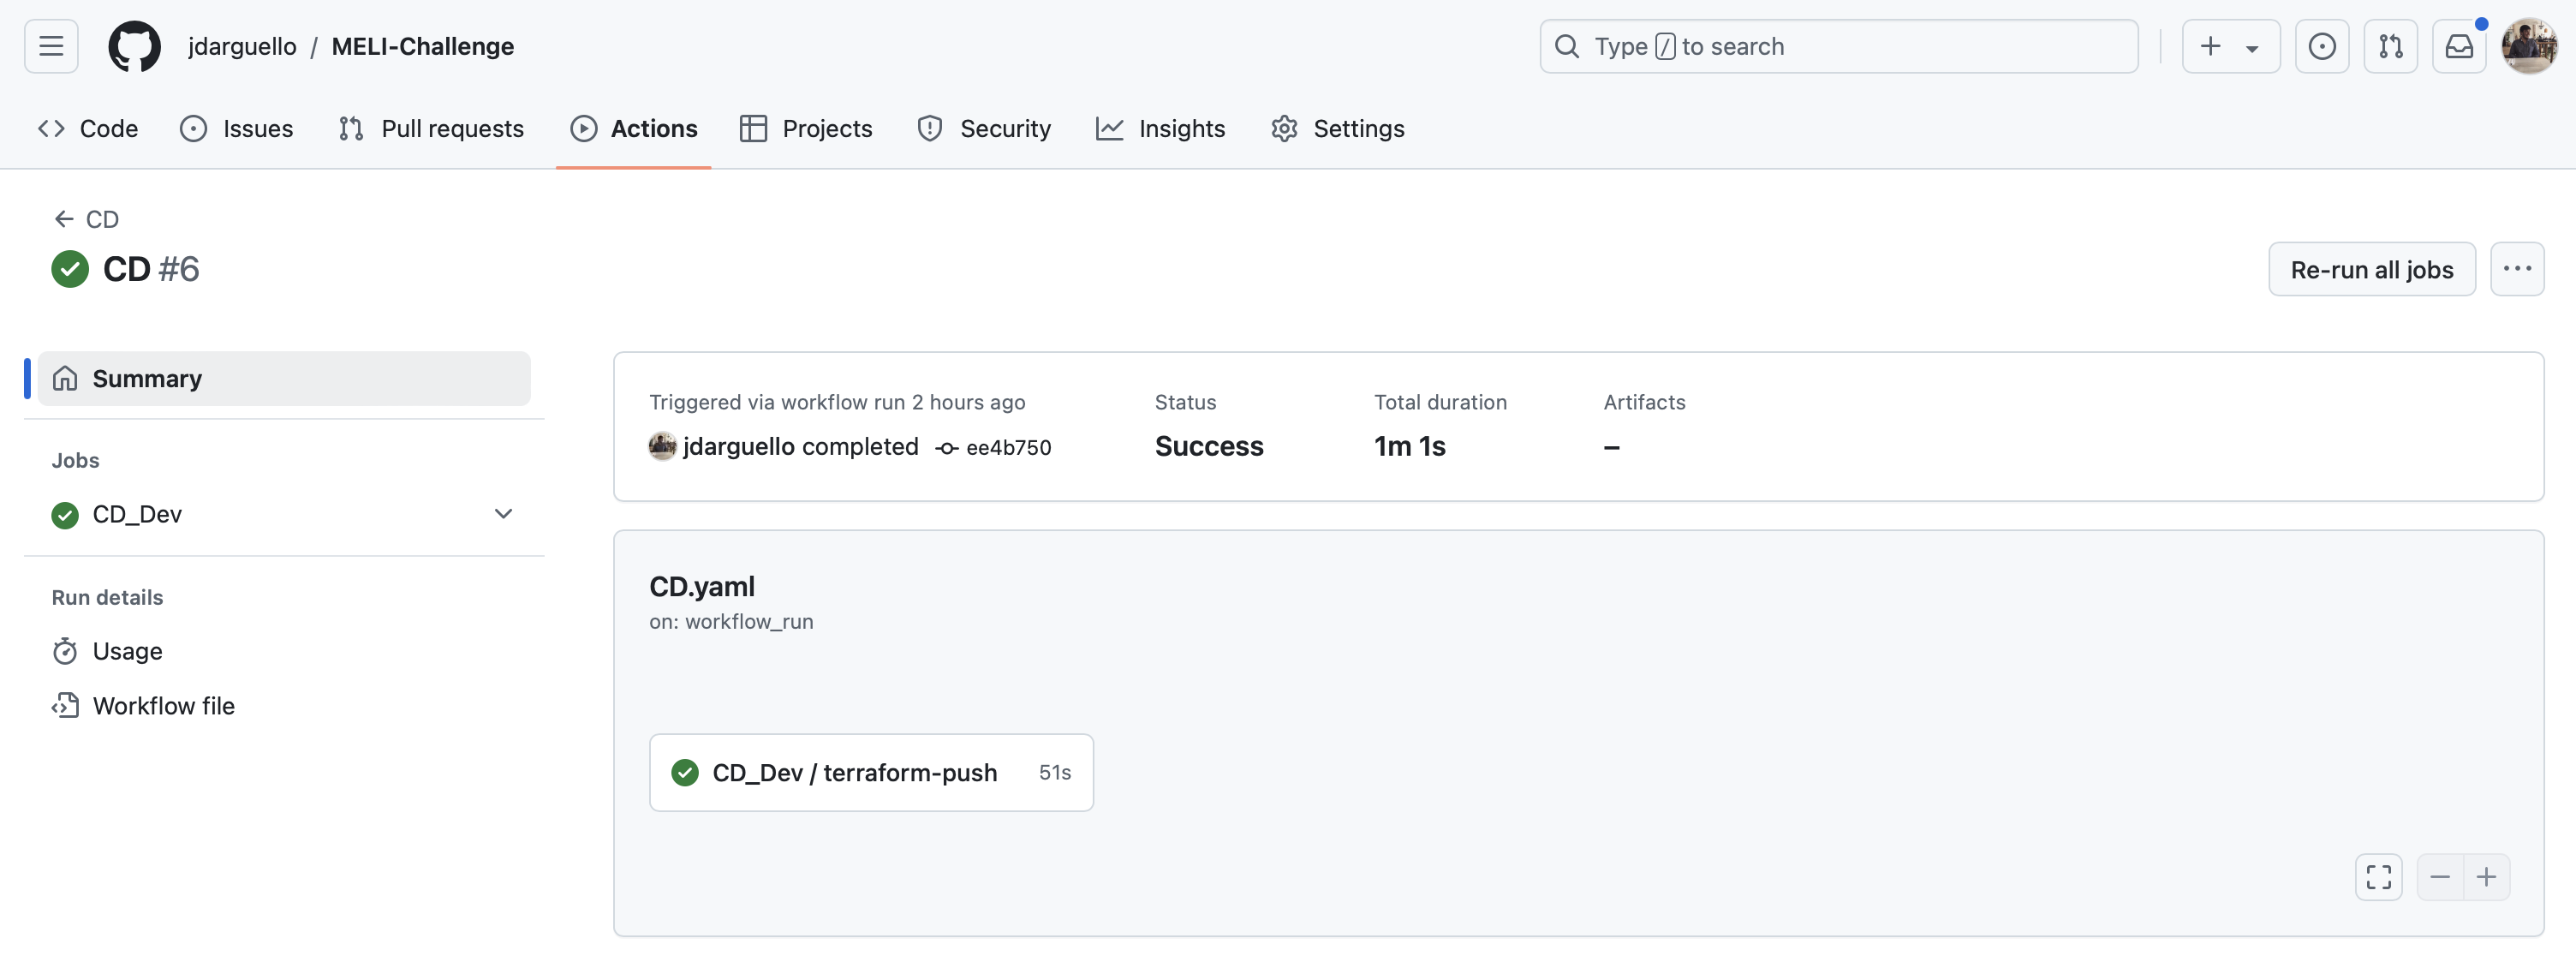 jdarguello / MELI-Challenge
Type / to search
Code
Issues
Pull requests
Actions
Projects
Security
Insights
Settings
CD
CD #6
Re-run all jobs
Summary
Jobs
CD_Dev
Run details
Usage
Workflow file
Triggered via workflow run 2 hours ago
jdarguello completed ee4b750
Status
Success
Total duration
1m 1s
Artifacts
–
CD.yaml
on: workflow_run
CD_Dev / terraform-push 51s